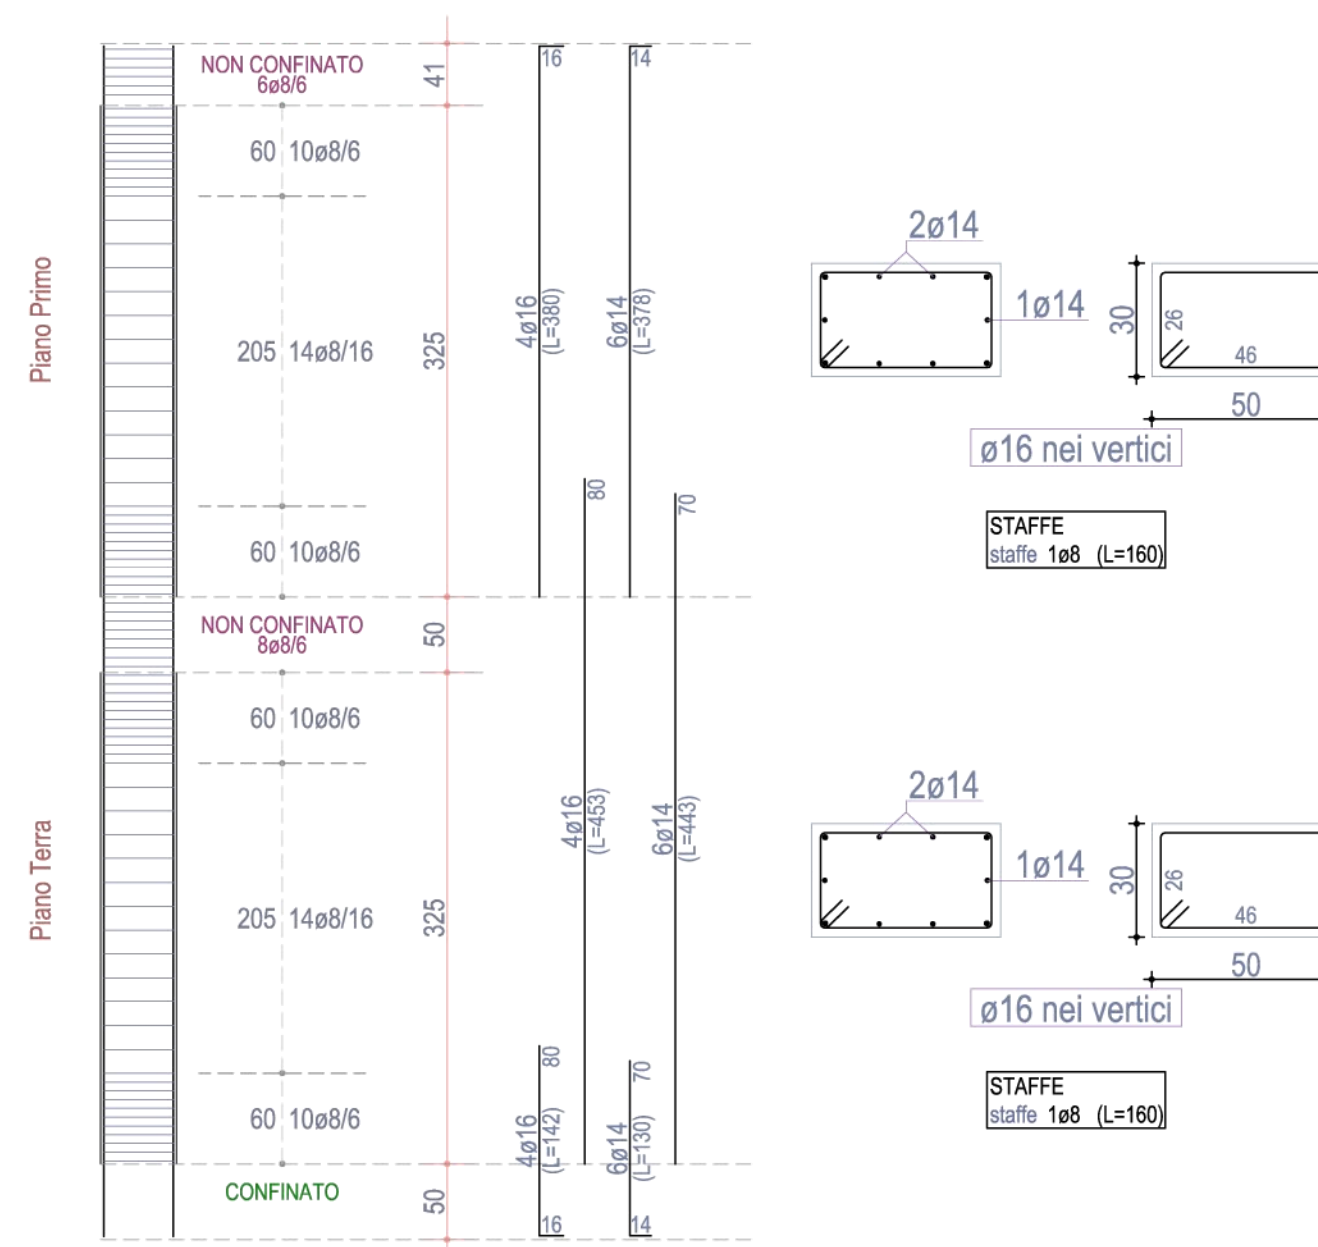 NON CONFINATO
6ø8/6
41
16
14
60 10ø8/6
Piano Primo
205 14ø8/16
325
4ø16
(L=380)
6ø14
(L=378)
2ø14
1ø14
30
26
46
50
ø16 nei vertici
80
70
STAFFE
staffe 1ø8 (L=160)
60 10ø8/6
NON CONFINATO
8ø8/6
50
60 10ø8/6
Piano Terra
205 14ø8/16
325
4ø16
(L=453)
6ø14
(L=443)
2ø14
1ø14
30
26
46
50
ø16 nei vertici
80
70
STAFFE
staffe 1ø8 (L=160)
60 10ø8/6
4ø16
(L=142)
6ø14
(L=130)
CONFINATO
50
16
14